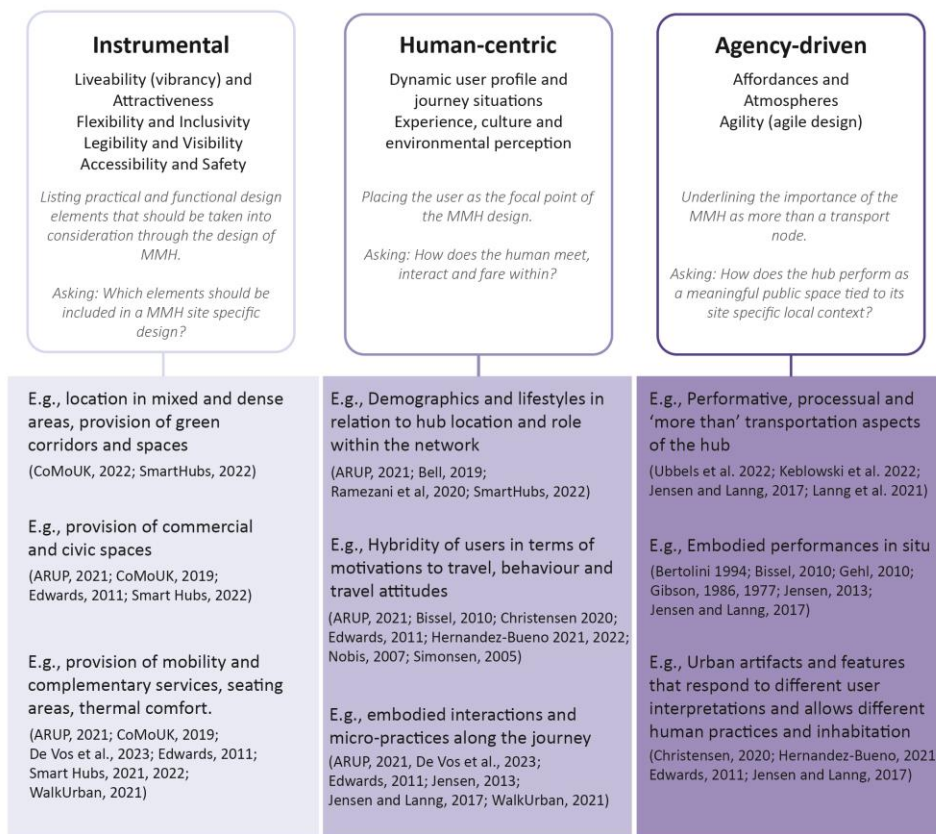 Instrumental
Liveability (vibrancy) and
Attractiveness
Flexibility and Inclusivity
Legibility and Visibility
Accessibility and Safety
Listing practical and functional design
elements that should be taken into
consideration through the design of
MMH.
Asking: Which elements should be
included in a MMH site specific
design?
E.g., location in mixed and dense
areas, provision of green
corridors and spaces
(CoMoUK, 2022; SmartHubs, 2022)
E.g., provision of commercial
and civic spaces
(ARUP, 2021; CoMoUK, 2019;
Edwards, 2011; Smart Hubs, 2022)
E.g., provision of mobility and
complementary services, seating
areas, thermal comfort.
(ARUP, 2021; CoMoUK, 2019;
De Vos et al., 2023; Edwards, 2011;
Smart Hubs, 2021, 2022;
WalkUrban, 2021)
Human-centric
Dynamic user profile and
journey situations
Experience, culture and
environmental perception
Placing the user as the focal point of
the MMH design.
Asking: How does the human meet,
interact and fare within?
E.g., Demographics and lifestyles in
relation to hub location and role
within the network
(ARUP, 2021; Bell, 2019;
Ramezani et al, 2020; SmartHubs, 2022)
E.g., Hybridity of users in terms of
motivations to travel, behaviour and
travel attitudes
(ARUP, 2021; Bissel, 2010; Christensen 2020;
Edwards, 2011; Hernandez-Bueno 2021, 2022;
Nobis, 2007; Simonsen, 2005)
E.g., embodied interactions and
micro-practices along the journey
(ARUP, 2021, De Vos et al., 2023;
Edwards, 2011; Jensen, 2013;
Jensen and Lanng, 2017; WalkUrban, 2021)
Agency-driven
Affordances and
Atmospheres
Agility (agile design)
Underlining the importance of the
MMH as more than a transport
node.
Asking: How does the hub perform as
a meaningful public space tied to its
site specific local context?
E.g., Performative, processual and
‘more than’ transportation aspects
of the hub
(Ubbels et al. 2022; Keblowski et al. 2022;
Jensen and Lanng, 2017; Lanng et al. 2021)
E.g., Embodied performances in situ
(Bertolini 1994; Bissel, 2010; Gehl, 2010;
Gibson, 1986, 1977; Jensen, 2013;
Jensen and Lanng, 2017)
E.g., Urban artifacts and features
that respond to different user
interpretations and allows different
human practices and inhabitation
(Christensen, 2020; Hernandez-Bueno, 2021
Edwards, 2011; Jensen and Lanng, 2017)